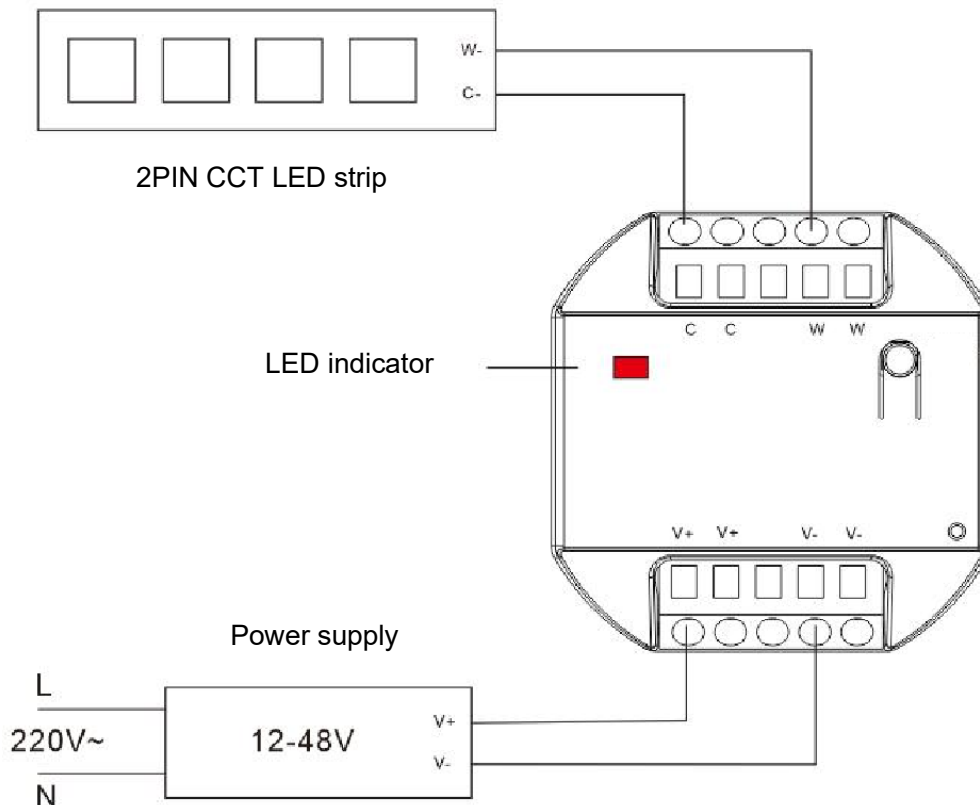 W-
C-
2PIN CCT LED strip
C C W W
LED indicator
V+ V+ V- V-
Power supply
L
220V~
N
12-48V
V+
V-